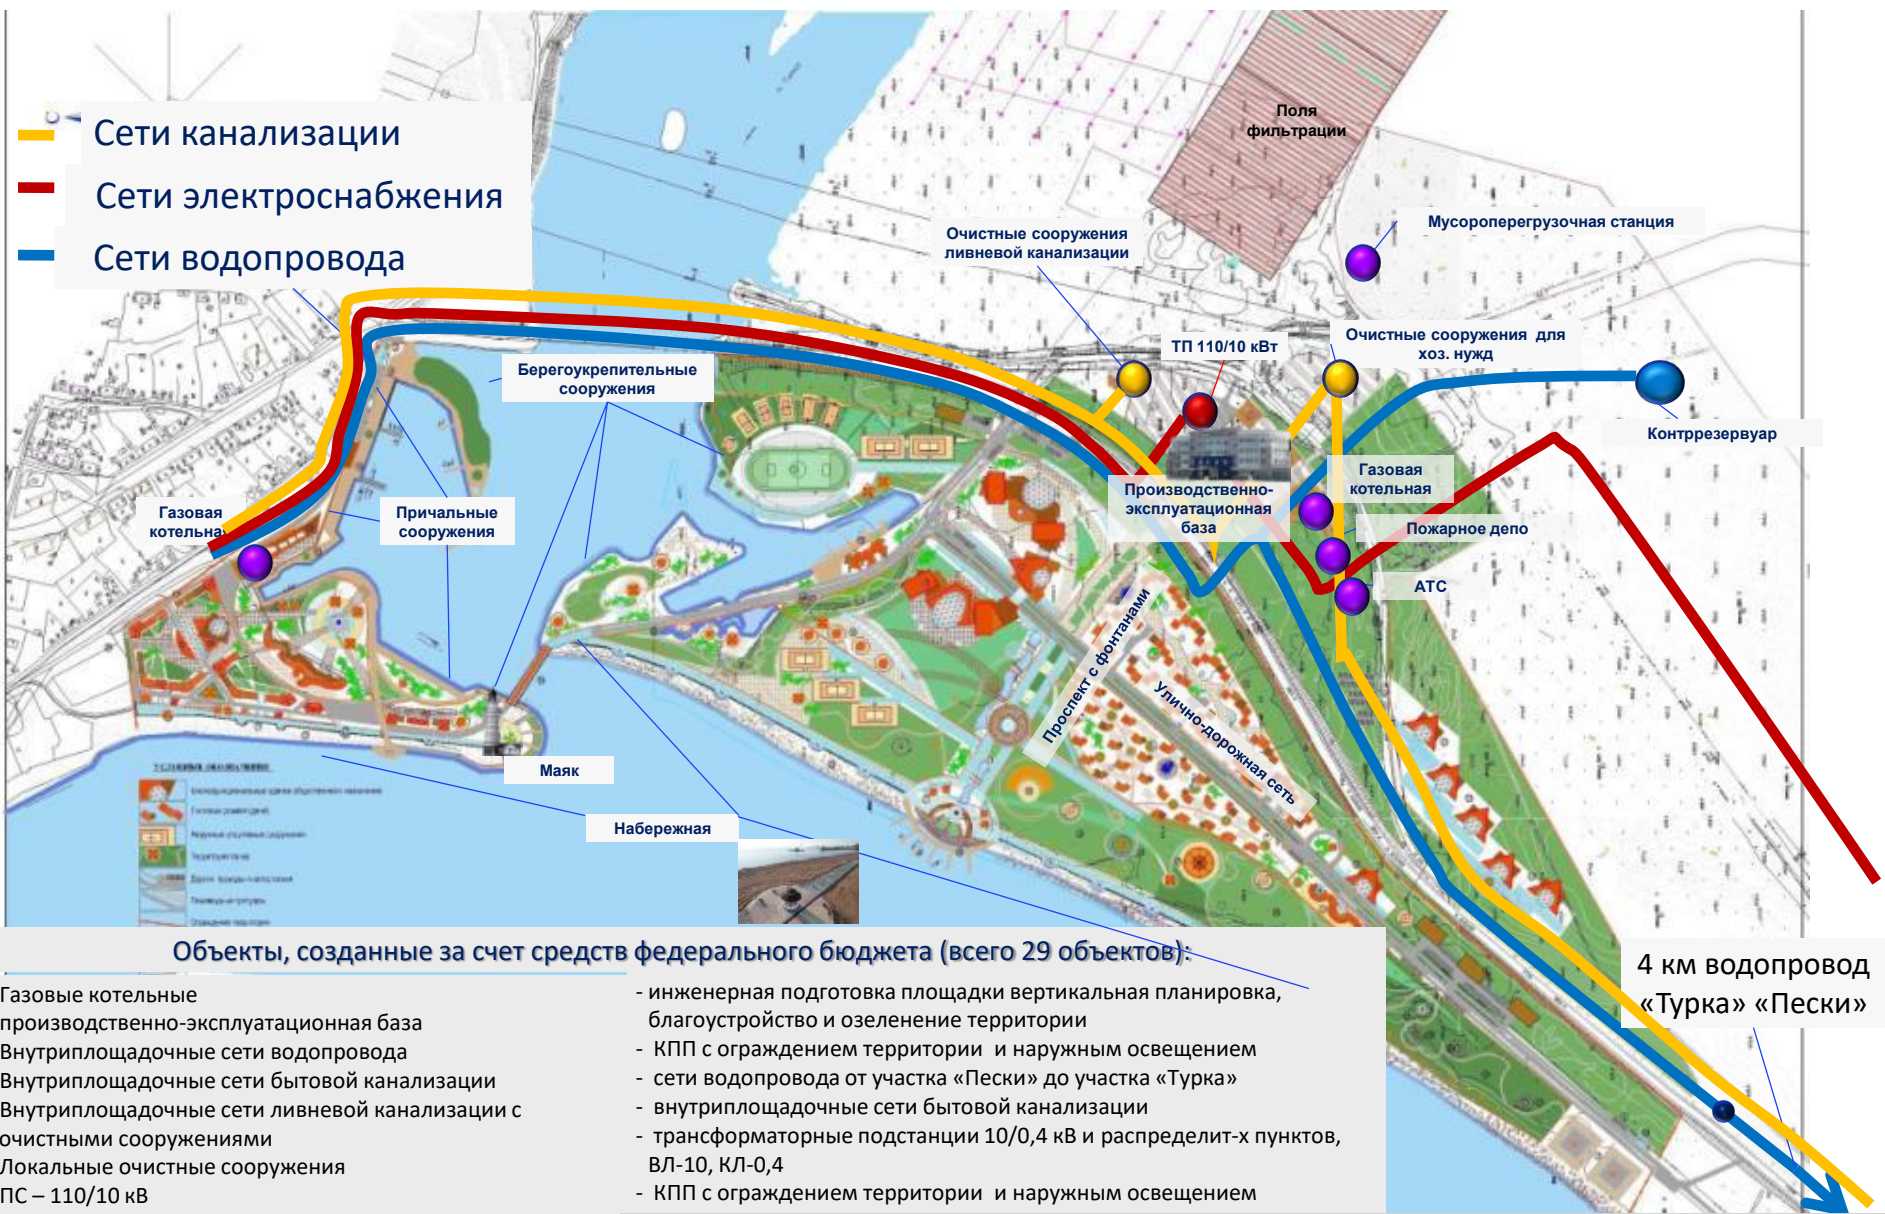 Сети канализации
Сети электроснабжения
Сети водопровода
Поля
фильтрации
Мусороперегрузочная станция
Очистные сооружения
ливневой канализации
ТП 110/10 кВт
Очистные сооружения для
хоз. нужд
Берегоукрепительные
сооружения
Контррезервуар
Газовая
котельная
Газовая
котельна
Причальные
сооружения
Производственно-
эксплуатационная
база
Пожарное депо
АТС
Проспект с фонтанами
Улично-дорожная сеть
Маяк
Набережная
Объекты, созданные за счет средств федерального бюджета (всего 29 объектов):
Газовые котельные
производственно-эксплуатационная база
Внутриплощадочные сети водопровода
Внутриплощадочные сети бытовой канализации
Внутриплощадочные сети ливневой канализации с
очистными сооружениями
Локальные очистные сооружения
ПС – 110/10 кВ
- инженерная подготовка площадки вертикальная планировка,
благоустройство и озеленение территории
- КПП с ограждением территории и наружным освещением
- сети водопровода от участка «Пески» до участка «Турка»
- внутриплощадочные сети бытовой канализации
- трансформаторные подстанции 10/0,4 кВ и распределит-х пунктов,
ВЛ-10, КЛ-0,4
- КПП с ограждением территории и наружным освещением
4 км водопровод
«Турка» «Пески»